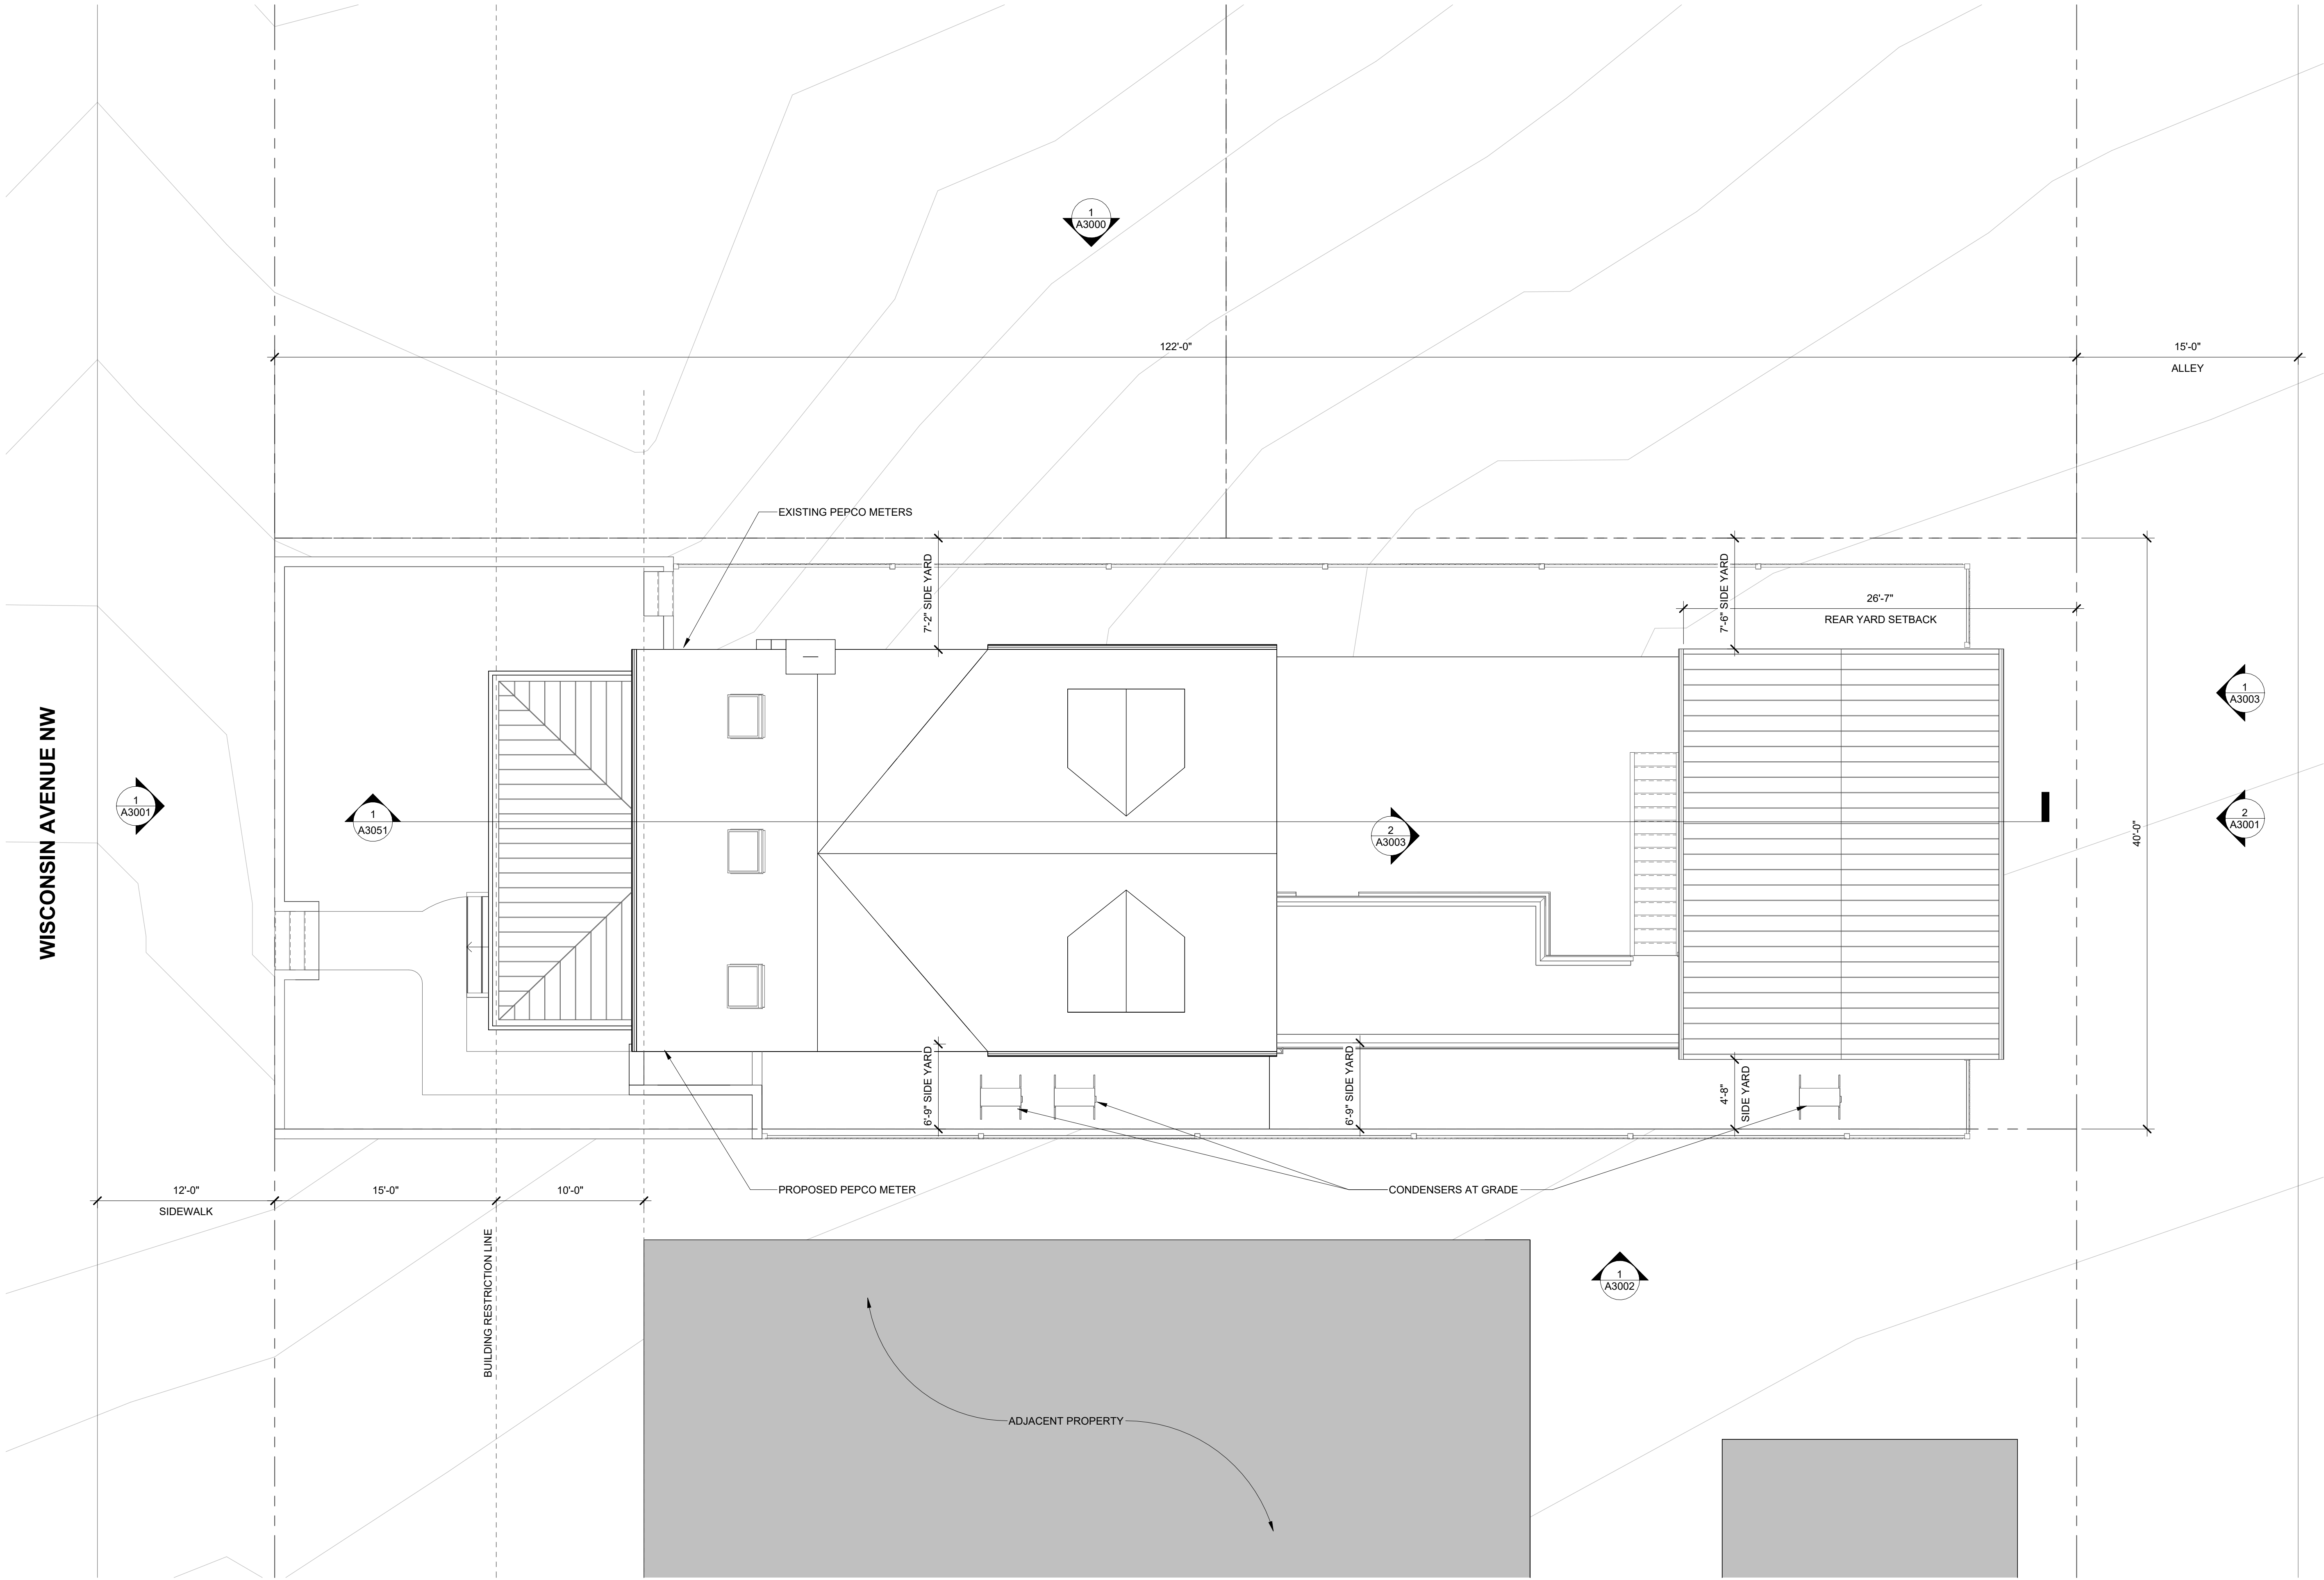 1
A3000
122'-0"
15'-0"
ALLEY
EXISTING PEPCO METERS
7'-2" SIDE YARD
7'-6" SIDE YARD
26'-7"
REAR YARD SETBACK
WISCONSIN AVENUE NW
1
A3001
1
A3051
2
A3003
1
A3003
2
A3001
40'-0"
6'-9" SIDE YARD
6'-9" SIDE YARD
4'-8"
SIDE YARD
12'-0"
SIDEWALK
15'-0"
10'-0"
PROPOSED PEPCO METER
CONDENSERS AT GRADE
BUILDING RESTRICTION LINE
1
A3002
ADJACENT PROPERTY